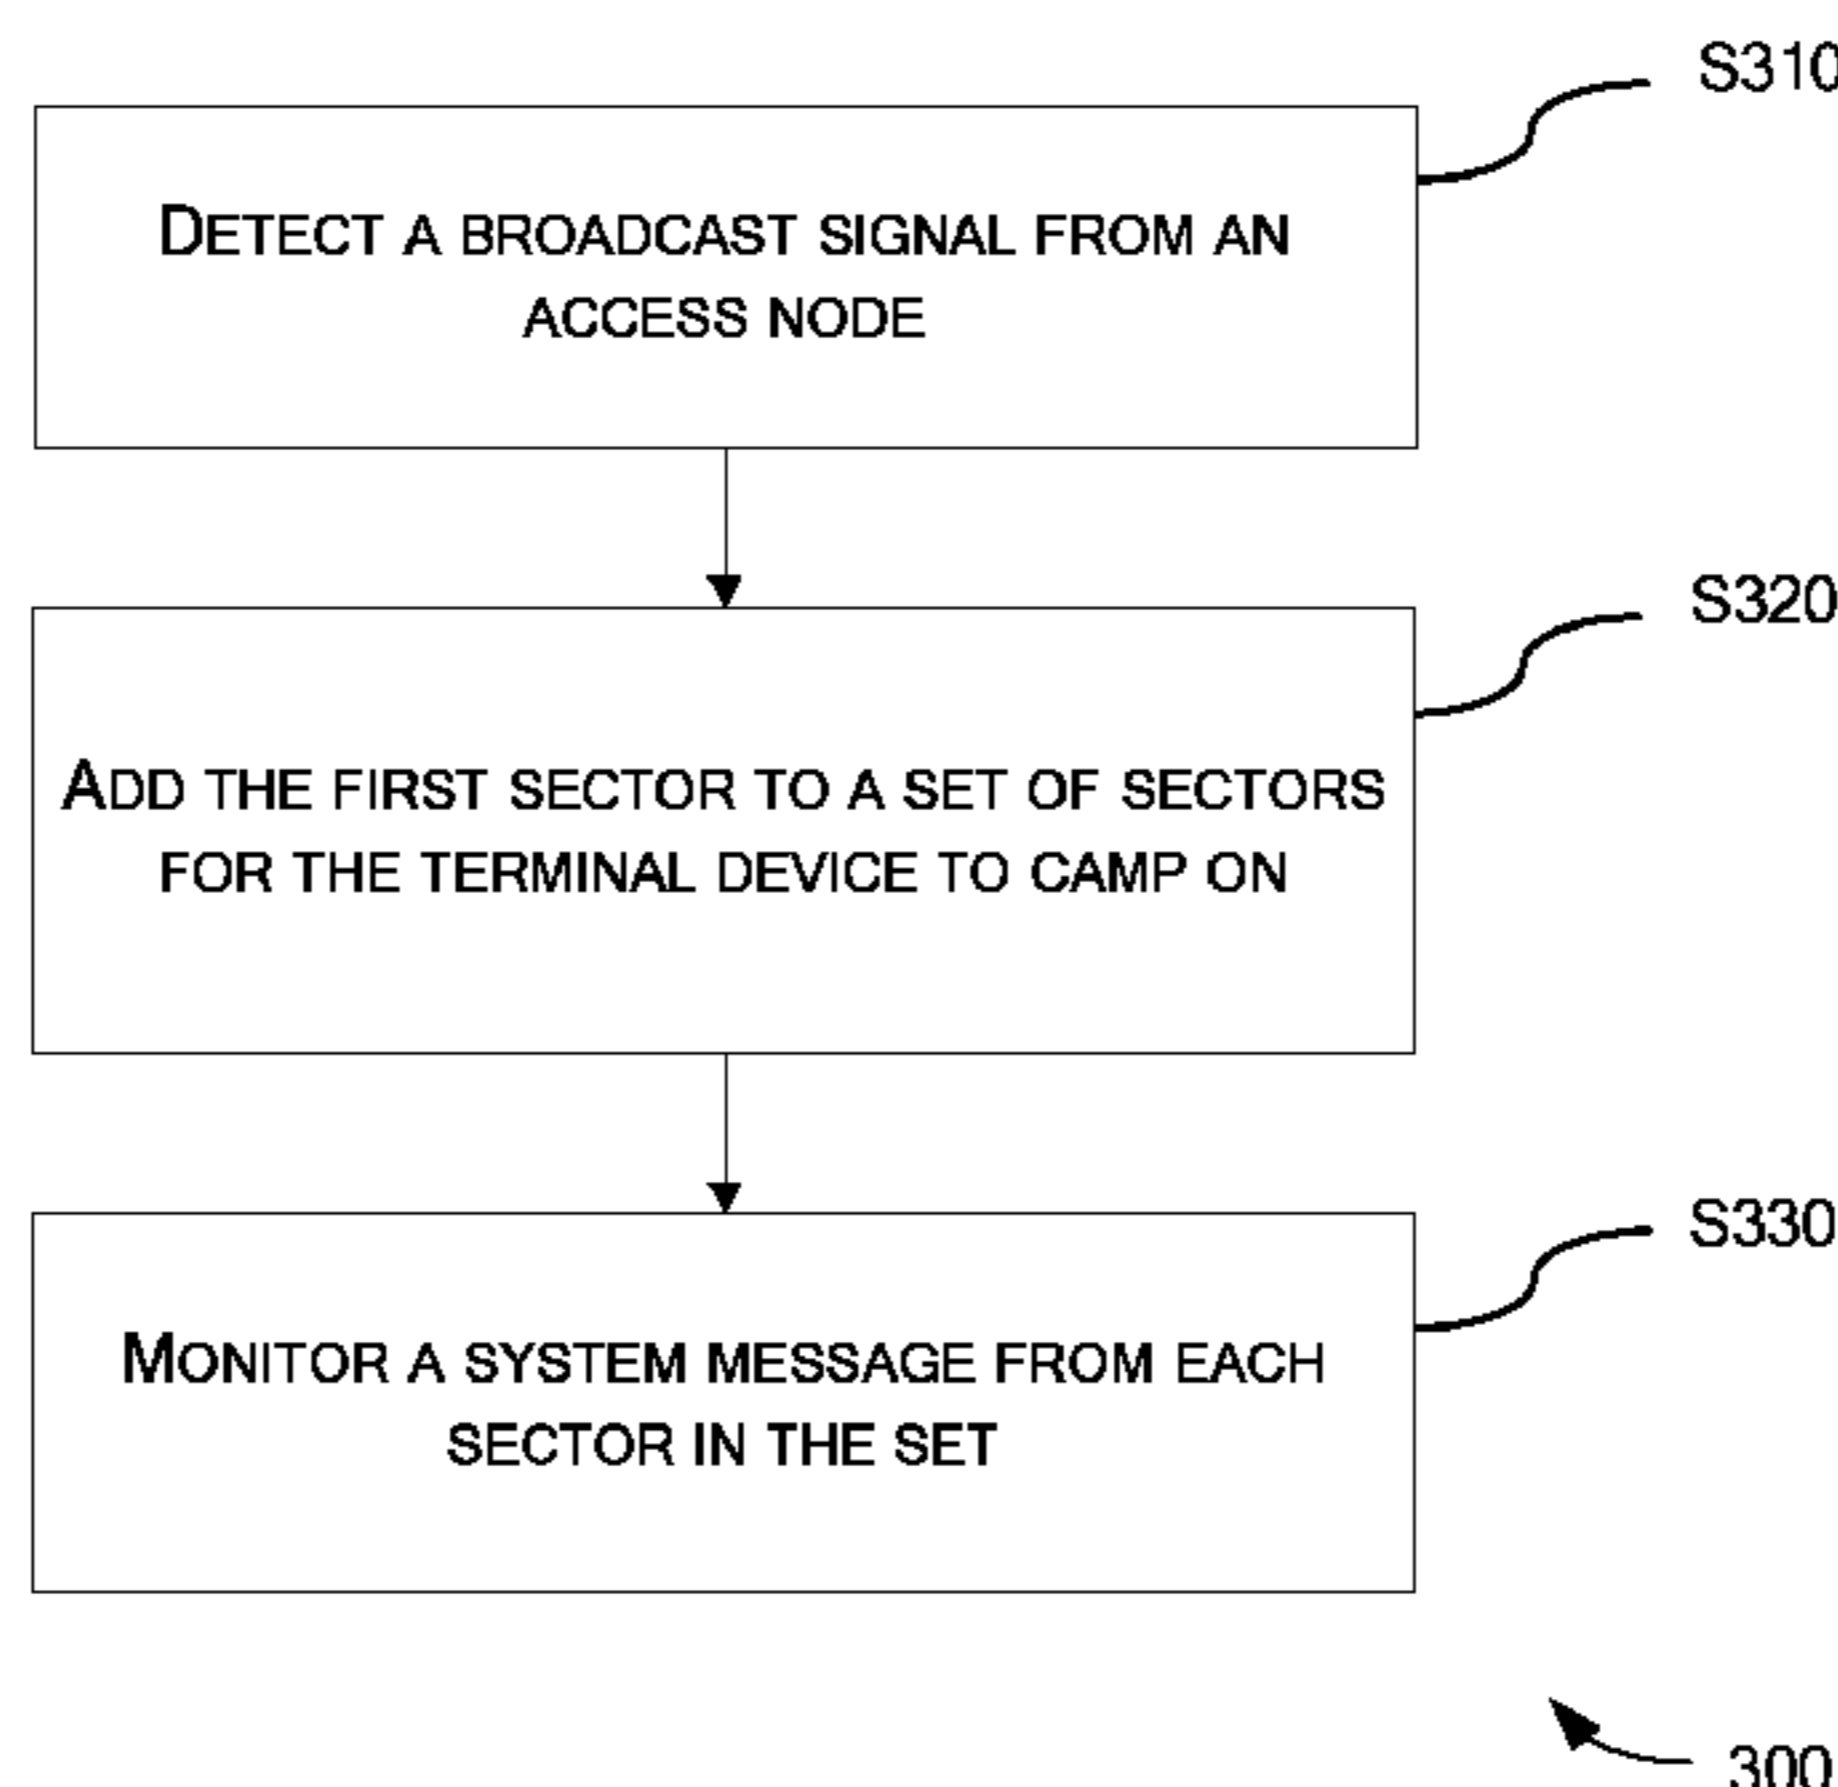 S310
DETECT A BROADCAST SIGNAL FROM AN
ACCESS NODE
S320
ADD THE FIRST SECTOR TO A SET OF SECTORS
FOR THE TERMINAL DEVICE TO CAMP ON
S330
MONITOR A SYSTEM MESSAGE FROM EACH
SECTOR IN THE SET
300